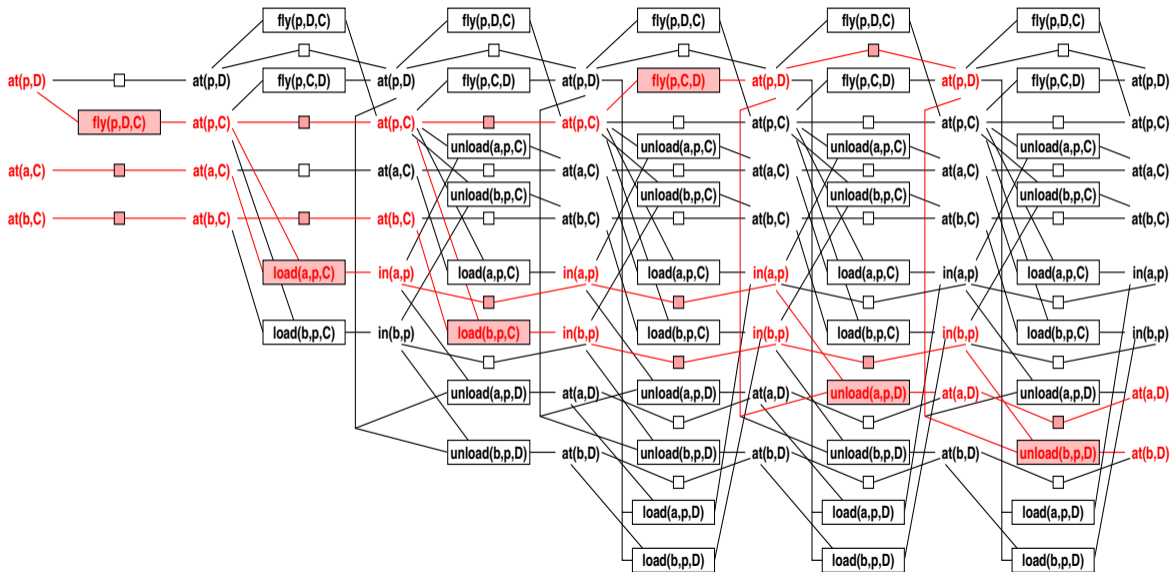 fly(p,D,C) fly(p,D,C) fly(p,D,C) fly(p,D,C) fly(p,D,C)
at(p,D) at(p,D) fly(p,C,D) at(p,D) fly(p,C,D) at(p,D) fly(p,C,D) at(p,D) fly(p,C,D) at(p,D) fly(p,C,D) at(p,D)
fly(p,D,C) at(p,C) at(p,C) at(p,C) at(p,C) at(p,C) at(p,C)
unload(a,p,C) unload(a,p,C) unload(a,p,C) unload(a,p,C)
at(a,C) at(a,C) at(a,C) at(a,C) at(a,C) at(a,C) at(a,C)
unload(b,p,C) unload(b,p,C) unload(b,p,C) unload(b,p,C)
at(b,C) at(b,C) at(b,C) at(b,C) at(b,C) at(b,C) at(b,C)
load(a,p,C) in(a,p) load(a,p,C) in(a,p) load(a,p,C) in(a,p) load(a,p,C) in(a,p) load(a,p,C) in(a,p)
load(b,p,C) in(b,p) load(b,p,C) in(b,p) load(b,p,C) in(b,p) load(b,p,C) in(b,p) load(b,p,C) in(b,p)
unload(a,p,D) at(a,D) unload(a,p,D) at(a,D) unload(a,p,D) at(a,D) unload(a,p,D) at(a,D)
unload(b,p,D) at(b,D) unload(b,p,D) at(b,D) unload(b,p,D) at(b,D) unload(b,p,D) at(b,D)
load(a,p,D) load(a,p,D) load(a,p,D)
load(b,p,D) load(b,p,D) load(b,p,D)